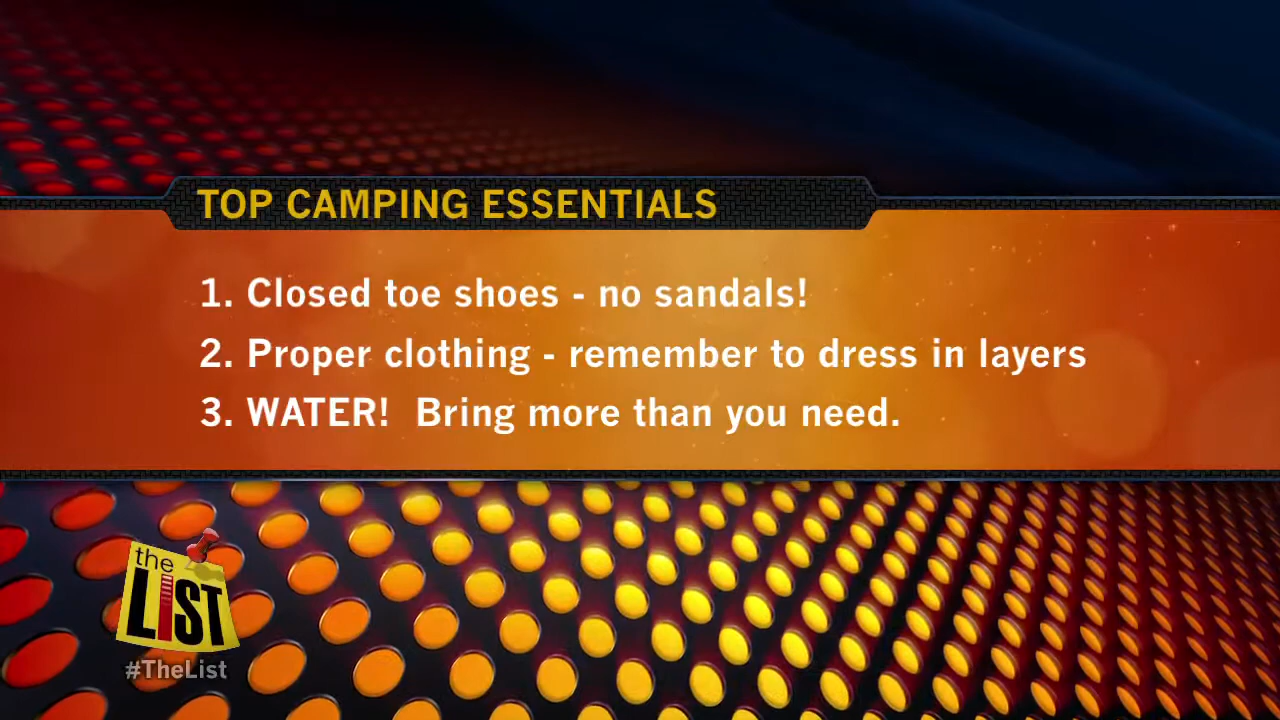 TOP CAMPING ESSENTIALS
1. Closed toe shoes - no sandals!
2. Proper clothing - remember to dress in layers
3. WATER!  Bring more than you need.
the
LIST
#TheList